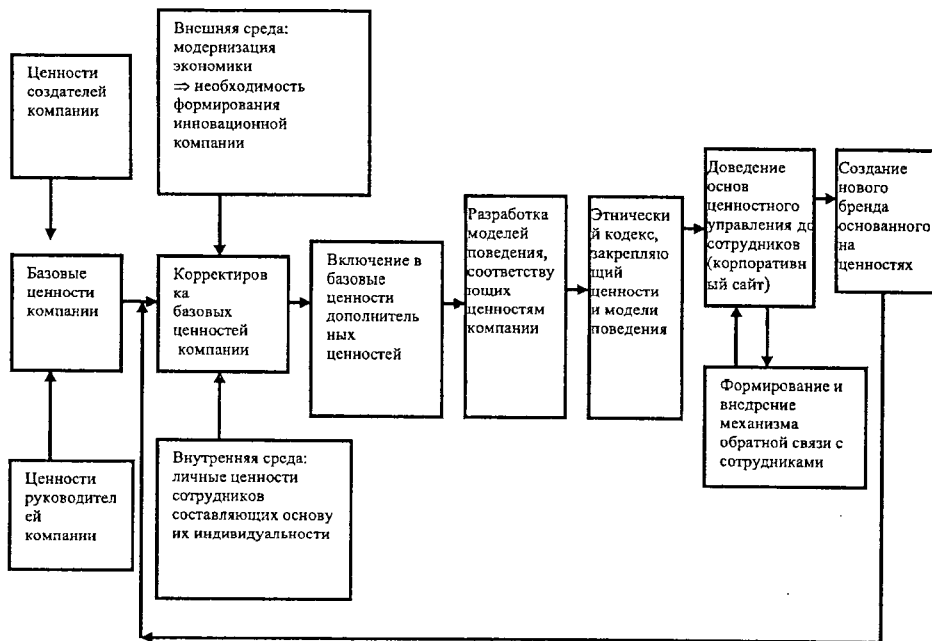 Ценности
создателей
компании
Внешняя среда:
модернизация
экономики
⇒ необходимость
формирования
инновационной
компании
Базовые
ценности
компании
Корректиров
ка
базовых
ценностей
компании
Включение в
базовые
ценности
дополнитель
ных
ценностей
Разработка
моделей
поведения,
соответству
ющих
ценностям
компании
Этнически
й кодекс,
закрепляю
щий
ценности
и модели
поведения
Доведение
основ
ценностного
управления до
сотрудников
(корпоративн
ый сайт)
Создание
нового
бренда
основанного
на
ценностях
Ценности
руководител
ей
компании
Внутренняя среда:
личные ценности
сотрудников
составляющих основу
их индивидуальности
Формирование и
внедрение
механизма
обратной связи с
сотрудниками